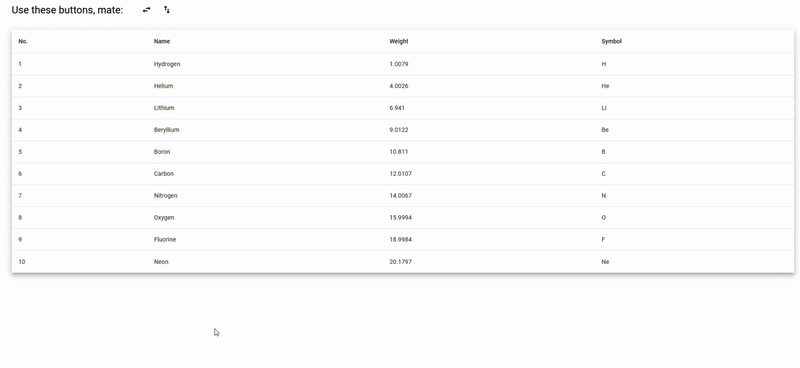 Use these buttons, mate:
No. Name Weight Symbol
1 Hydrogen 1.0079 H
2 Helium 4.0026 He
3 Lithium 6.941 Li
4 Beryllium 9.0122 Be
5 Boron 10.811 B
6 Carbon 12.0107 C
7 Nitrogen 14.0067 N
8 Oxygen 15.9994 O
9 Fluorine 18.9984 F
10 Neon 20.1797 Ne